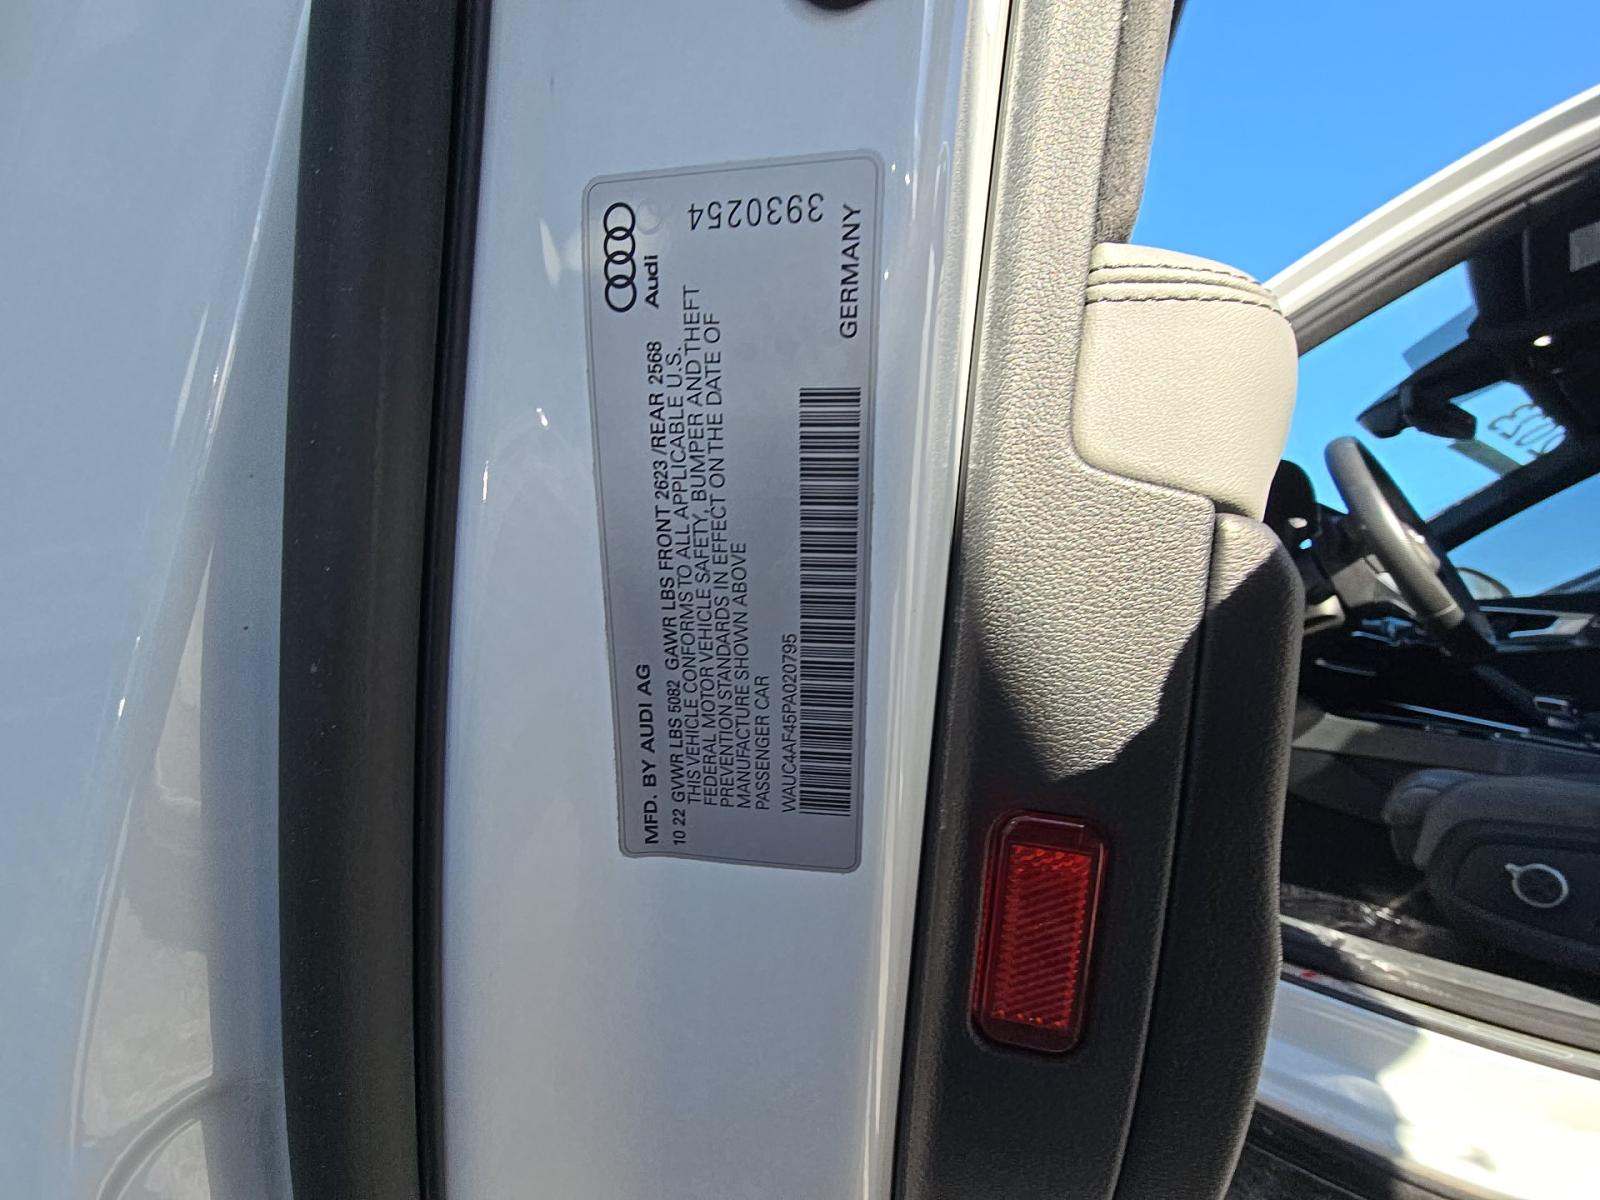 Audi
MFD. BY AUDI AG
10 22 GVWR LBS 5082 GAWR LBS FRONT 2623/REAR 2568
THIS VEHICLE CONFORMS TO ALL APPLICABLE U.S.
FEDERAL MOTOR VEHICLE SAFETY, BUMPER AND THEFT
PREVENTION STANDARDS IN EFFECT ON THE DATE OF
MANUFACTURE SHOWN ABOVE
PASSENGER CAR
WAUC4AF45PA020795
3930254
GERMANY
2023